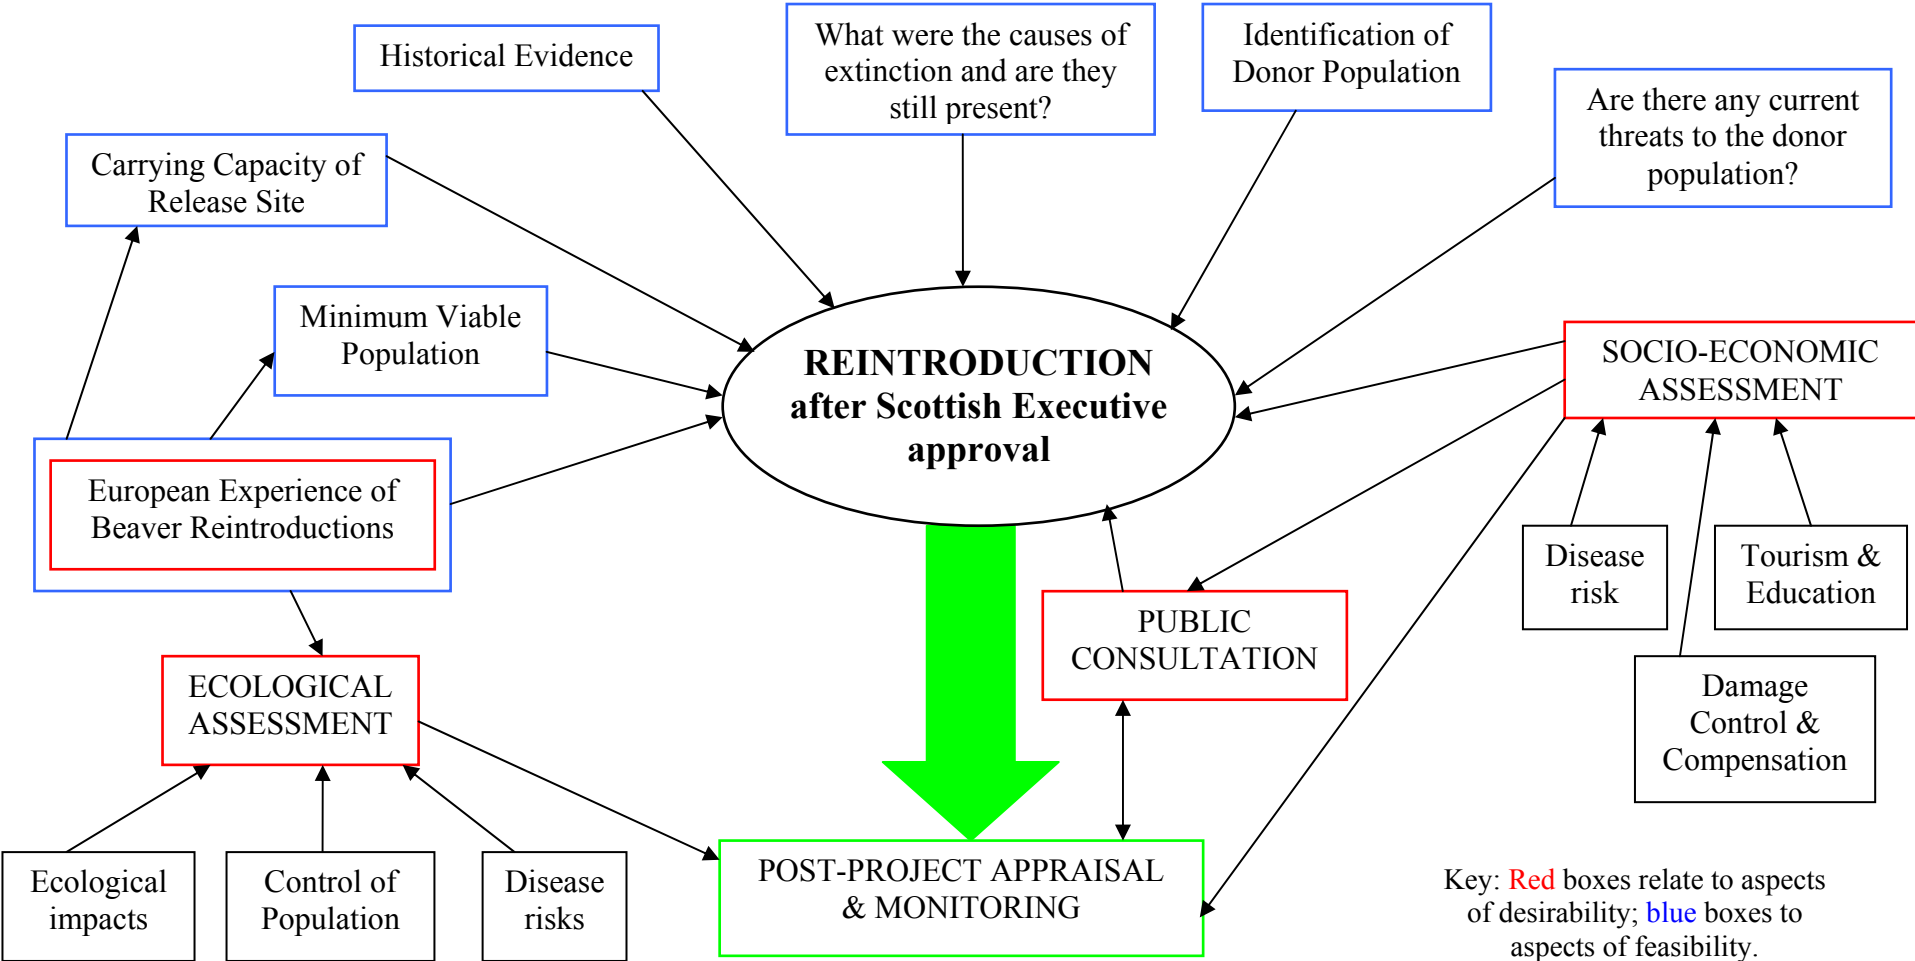 Historical Evidence
What were the causes of
extinction and are they
still present?
Identification of
Donor Population
Are there any current
threats to the donor
population?
Carrying Capacity of
Release Site
Minimum Viable
Population
REINTRODUCTION
after Scottish Executive
approval
SOCIO-ECONOMIC
ASSESSMENT
European Experience of
Beaver Reintroductions
Disease
risk
Tourism &
Education
PUBLIC
CONSULTATION
ECOLOGICAL
ASSESSMENT
Damage
Control &
Compensation
Ecological
impacts
Control of
Population
Disease
risks
POST-PROJECT APPRAISAL
& MONITORING
Key: Red boxes relate to aspects
of desirability; blue boxes to
aspects of feasibility.